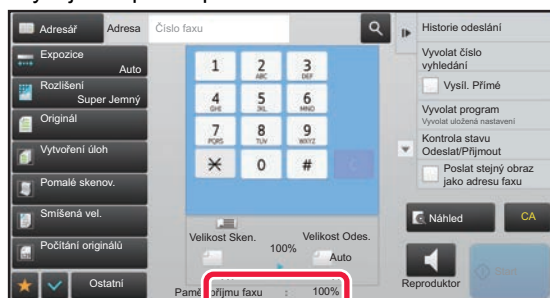 Adresář
Adresa
Číslo faxu
Expozice
Auto
Rozlišení
Super Jemný
Originál
Vytvoření úloh
Pomalé skenov.
Smíšená vel.
Počítání originálů
Ostatní
1
2
ABC
3
DEF
4
GHI
5
JKL
6
MNO
7
PQRS
8
TUV
9
WXYZ
0
#
Velikost Sken.
100%
Velikost Odes.
Auto
Paměť příjmu faxu : 100%
Historie odeslání
Vyvolat číslo
vyhledání
Vysíl. Přímé
Vyvolat program
Vyvolat uložená nastavení
Kontrola stavu
Odeslat/Přijmout
Poslat stejný obraz
jako adresu faxu
Náhled
CA
Reproduktor
Start